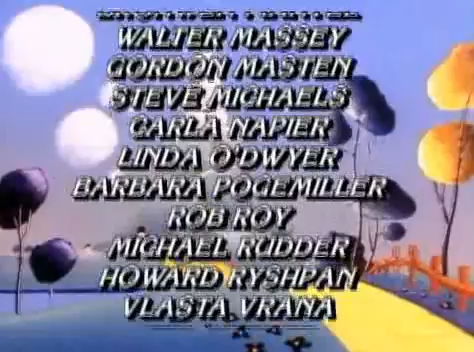 WALTER MASSEY
GORDON MASTEN
STEVE MICHAELS
CARLA NAPIER
LINDA O'DWYER
BARBARA POGEMILLER
ROB ROY
MICHAEL RUDDER
HOWARD RYSHPAN
VLASTA VRANA